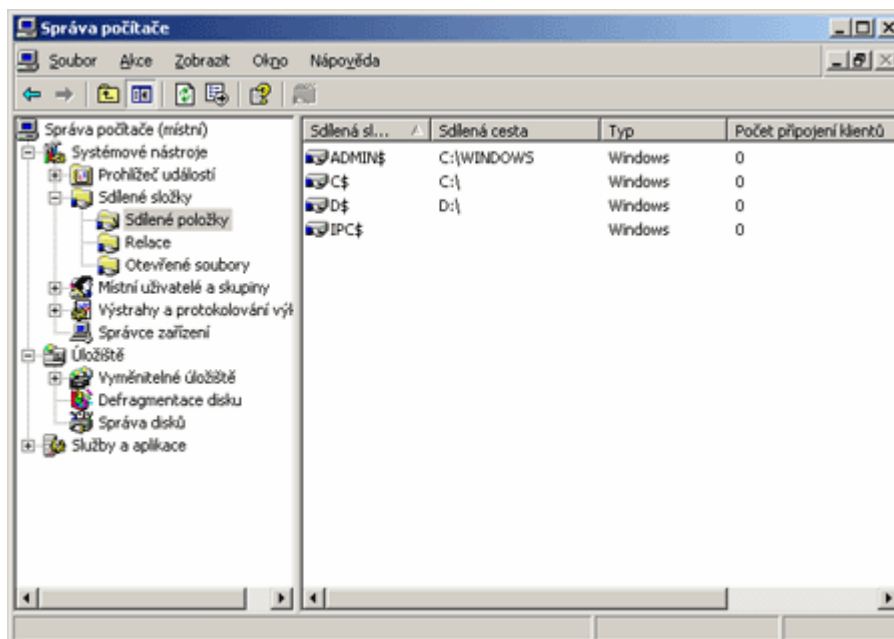 Správa počítače
Soubor Akce Zobrazit Okno Nápověda
Správa počítače (místní)
Systémové nástroje
Prohlížeč událostí
Sdílené složky
Sdílené položky
Relace
Otevřené soubory
Místní uživatelé a skupiny
Výstrahy a protokolování vý
Správce zařízení
Úložiště
Vyměnitelné úložiště
Defragmentace disku
Správa disků
Služby a aplikace
Sdílená sl... Sdílená cesta Typ Počet připojení klientů
ADMIN$ C:\WINDOWS Windows 0
C$ C:\ Windows 0
D$ D:\ Windows 0
IPC$ Windows 0